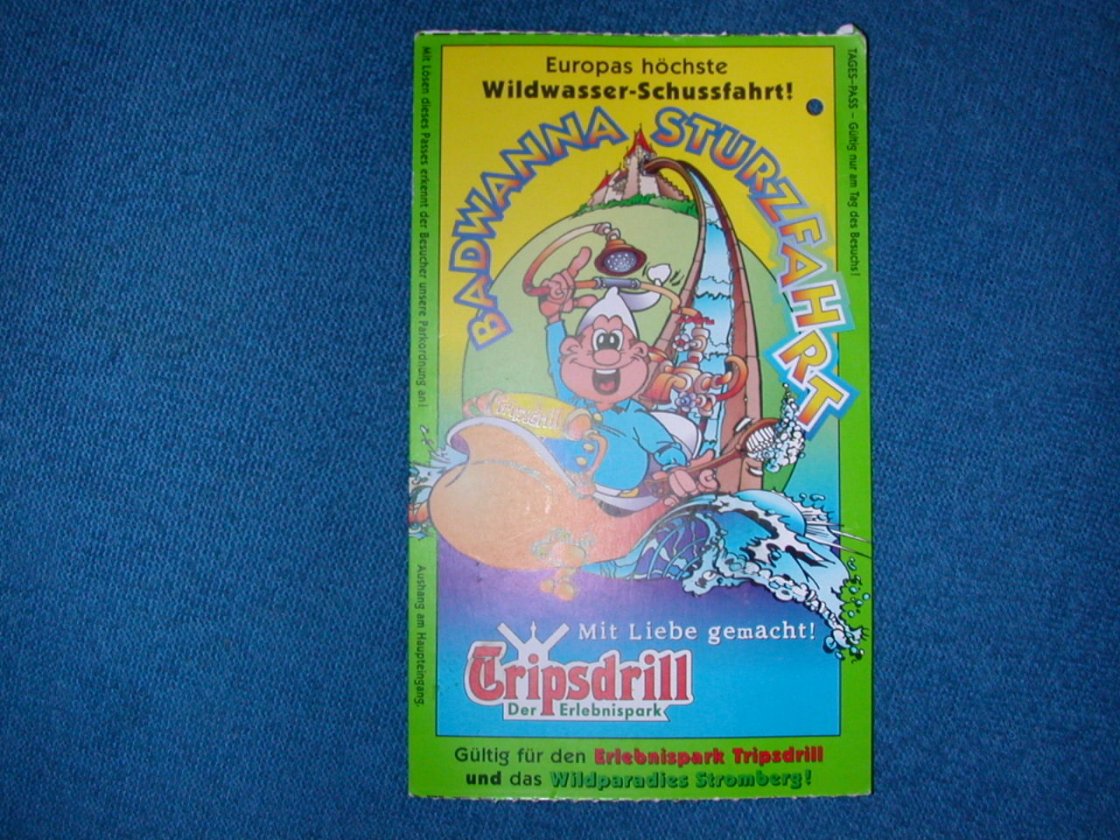 Europas höchste
Wildwasser-Schussfahrt!
BADWANNA STURZFAHRT
Tripsdrill
Mit Liebe gemacht!
Tripsdrill
Der Erlebnispark
Gültig für den Erlebnispark Tripsdrill
und das Wildparadies Stromberg!
Mit Lösen dieses Passes erkennt der Besucher unsere Parkordnung an!
Aushang am Haupteingang.
TAGES-PASS - Gültig nur am Tag des Besuchs!